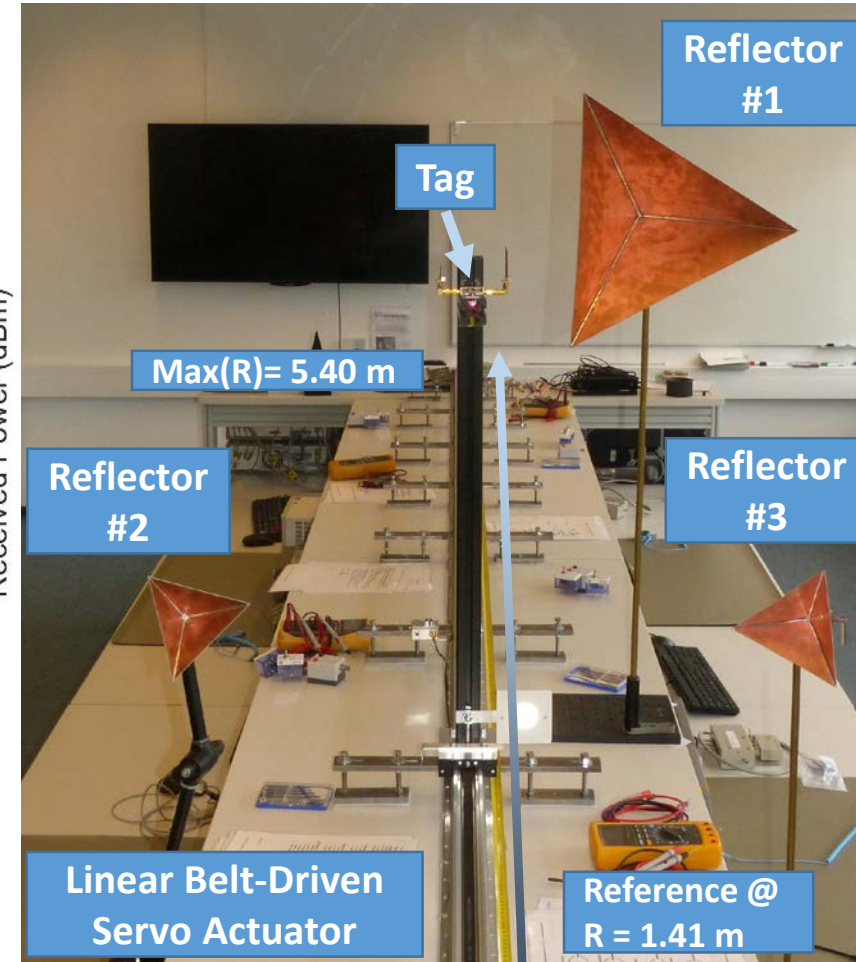 Reflector
#1
Tag
Max(R)= 5.40 m
Reflector
#2
Reflector
#3
Linear Belt-Driven
Servo Actuator
Reference @
R = 1.41 m